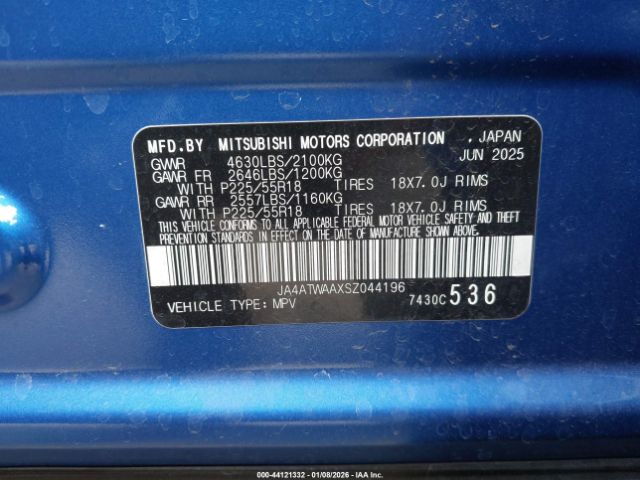 MFD.BY MITSUBISHI MOTORS CORPORATION , JAPAN
GVWR 4630LBS/2100KG JUN 2025
GAWR FR 2646LBS/1200KG
WITH P225/55R18 TIRES 18X7.0J RIMS
GAWR RR 2557LBS/1160KG
WITH P225/55R18 TIRES 18X7.0J RIMS
THIS VEHICLE CONFORMS TO ALL APPLICABLE FEDERAL MOTOR VEHICLE SAFETY AND THEFT
PREVENTION STANDARDS IN EFFECT ON THE DATE OF MANUFACTURE SHOWN ABOVE.
JA4ATWAAXSZ044196
VEHICLE TYPE: MPV 7430C 536
000-44121332 - 01/08/2026 - IAA Inc.